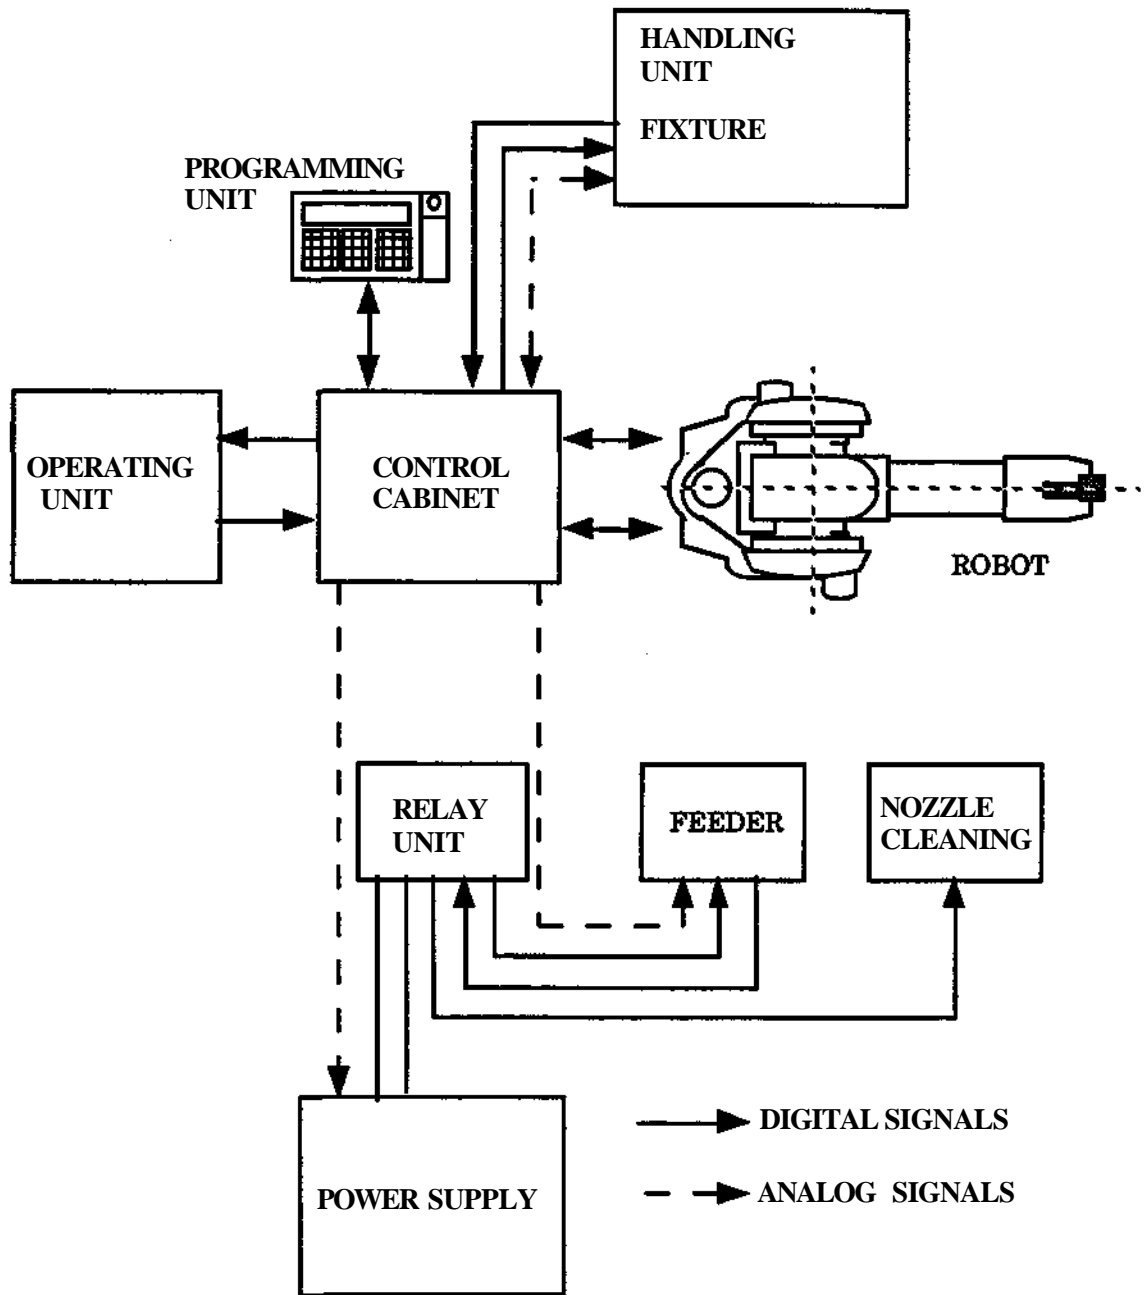 HANDLING
UNIT
FIXTURE
PROGRAMMING
UNIT
OPERATING
UNIT
CONTROL
CABINET
ROBOT
RELAY
UNIT
FEEDER
NOZZLE
CLEANING
POWER SUPPLY
DIGITAL SIGNALS
ANALOG SIGNALS